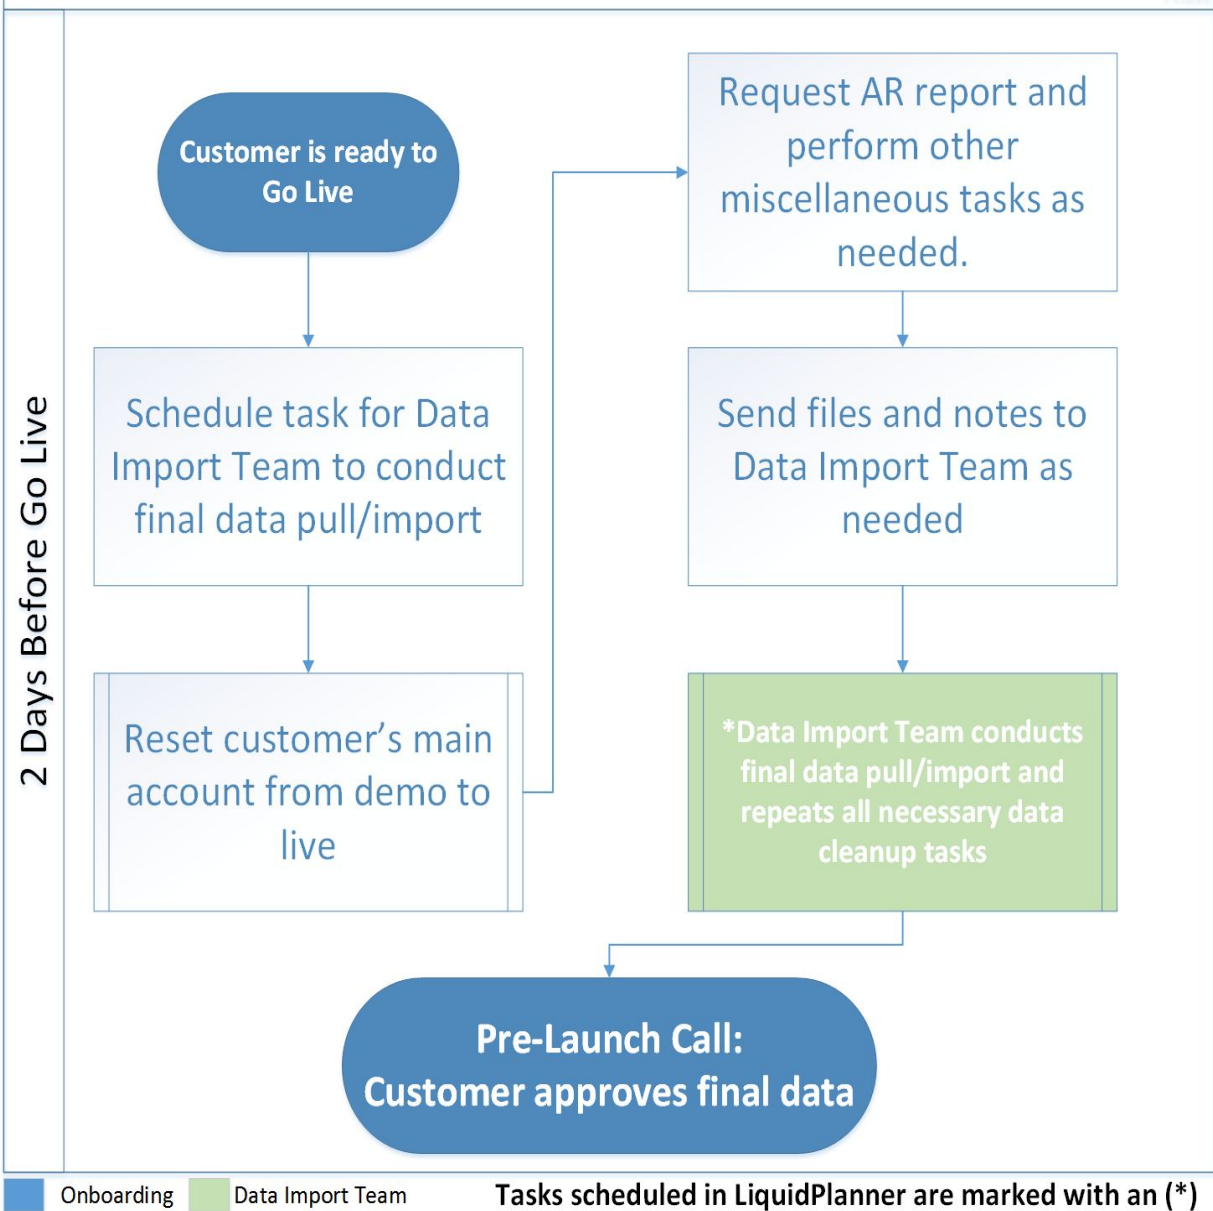 2 Days Before Go Live
Customer is ready to
Go Live
Schedule task for Data
Import Team to conduct
final data pull/import
Reset customer’s main
account from demo to
live
Request AR report and
perform other
miscellaneous tasks as
needed.
Send files and notes to
Data Import Team as
needed
*Data Import Team conducts
final data pull/import and
repeats all necessary data
cleanup tasks
Pre-Launch Call:
Customer approves final data
Onboarding
Data Import Team
Tasks scheduled in LiquidPlanner are marked with an (*)